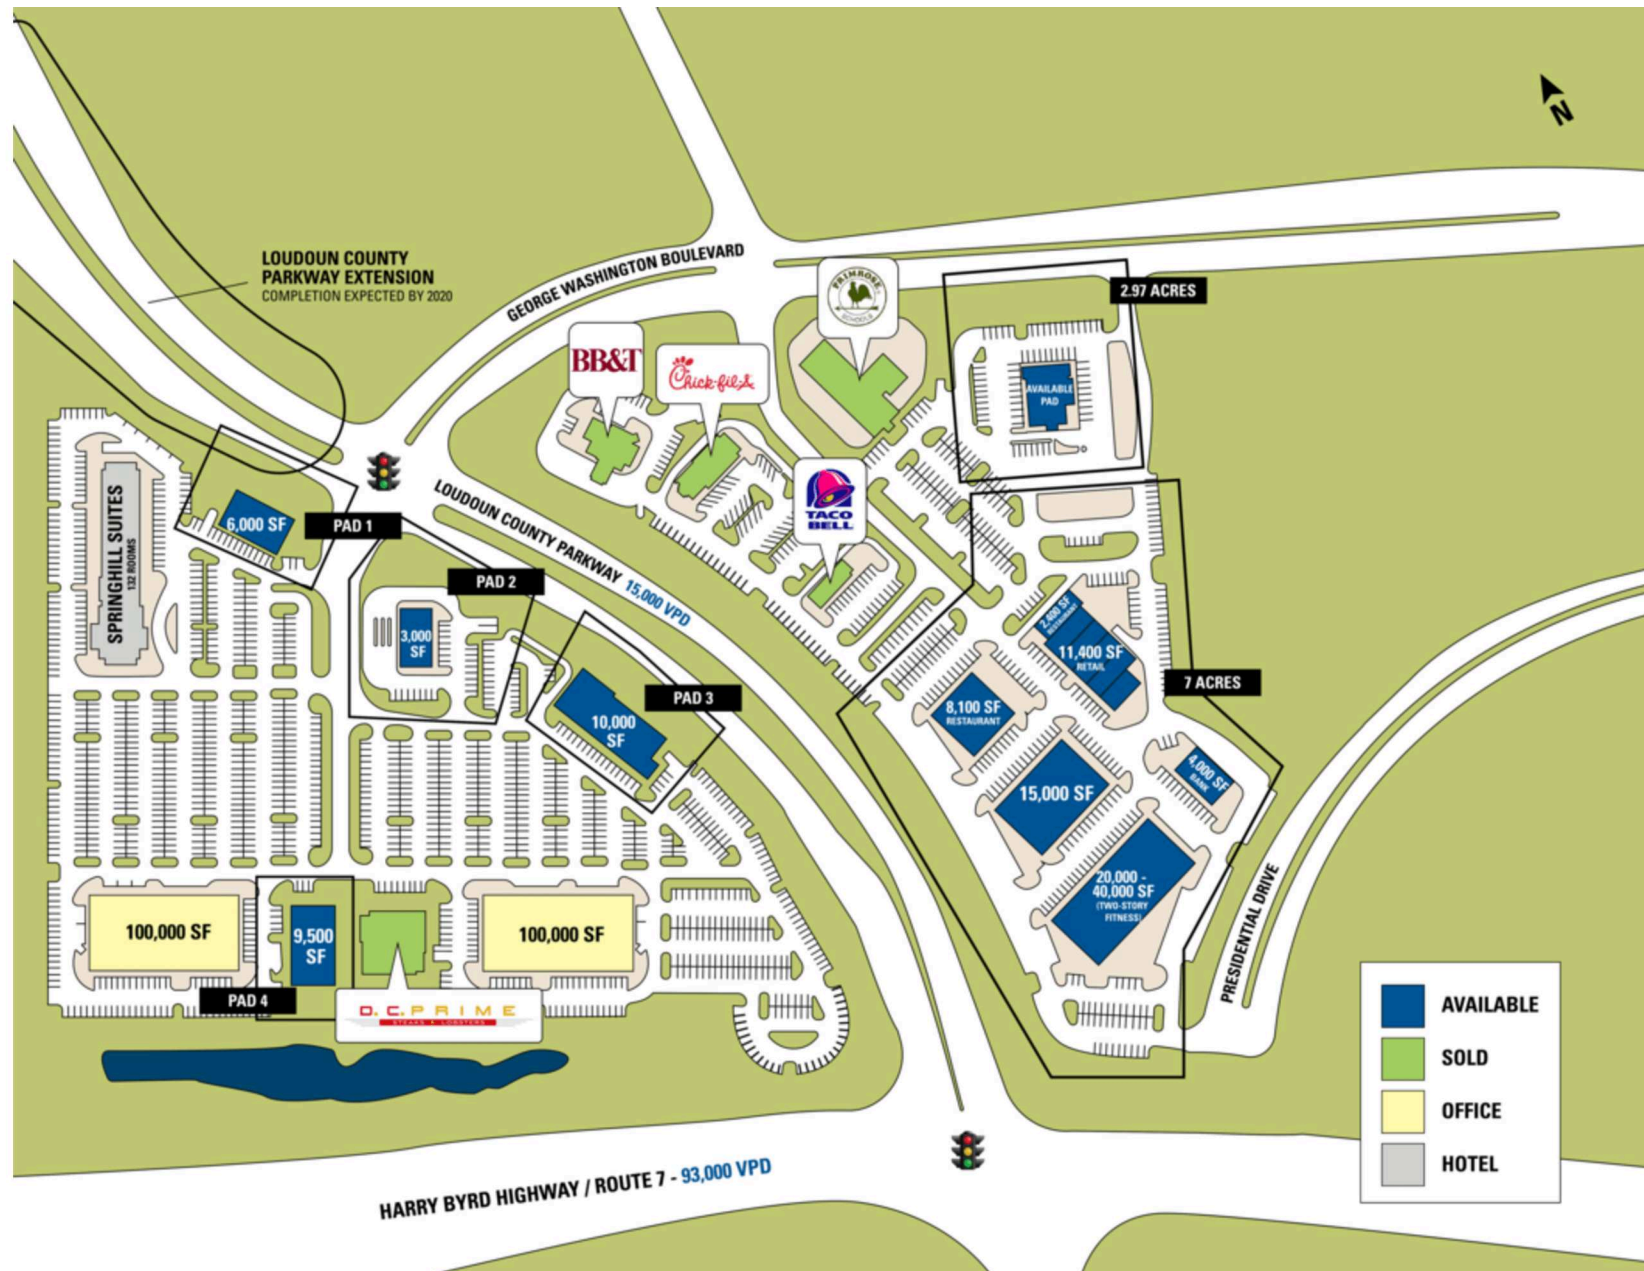 N
LOUDOUN COUNTY
PARKWAY EXTENSION
COMPLETION EXPECTED BY 2020
GEORGE WASHINGTON BOULEVARD
PRIMROSE
SCHOOLS
2.97 ACRES
BB&T
Chick-fil-A
AVAILABLE
PAD
TACO
BELL
SPRINGHILL SUITES
132 ROOMS
6,000 SF
PAD 1
LOUDOUN COUNTY PARKWAY 15,000 VPD
PAD 2
3,000
SF
PAD 3
10,000
SF
2,400 SF
RESTAURANT
11,400 SF
RETAIL
7 ACRES
8,100 SF
RESTAURANT
4,000 SF
BANK
15,000 SF
20,000 -
40,000 SF
(TWO-STORY
FITNESS)
PRESIDENTIAL DRIVE
100,000 SF
9,500
SF
100,000 SF
PAD 4
D.C. PRIME
STEAKS & LOBSTERS
AVAILABLE
SOLD
OFFICE
HOTEL
HARRY BYRD HIGHWAY / ROUTE 7 - 93,000 VPD